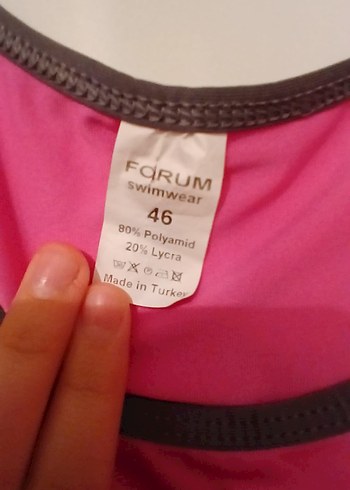 FORUM
swimwear
46
80% Polyamid
20% Lycra
Made in Turkey